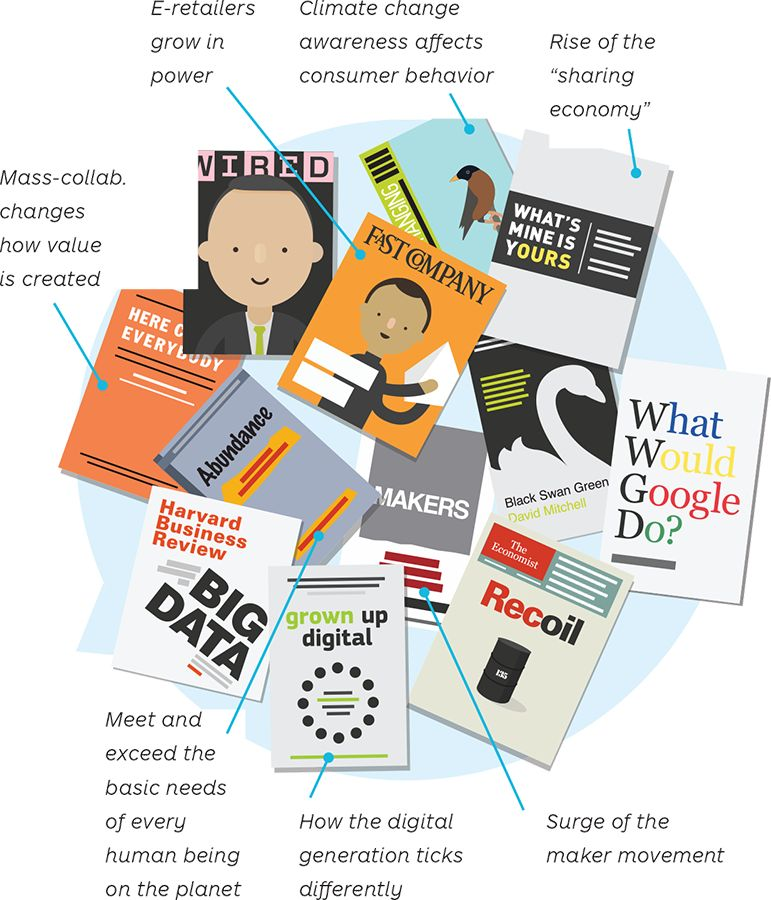 E-retailers
grow in
power
Climate change
awareness affects
consumer behavior
Rise of the
“sharing
economy”
Mass-collab.
changes
how value
is created
WIRED
FAST COMPANY
WHAT'S
MINE IS
YOURS
HERE
EVERYBODY
Abundance
MAKERS
Black Swan Green
David Mitchell
What
Would
Google
Do?
Harvard
Business
Review
BIG
DATA
grown up
digital
The
Economist
Recoil
135
Meet and
exceed the
basic needs
of every
human being
on the planet
How the digital
generation ticks
differently
Surge of the
maker movement